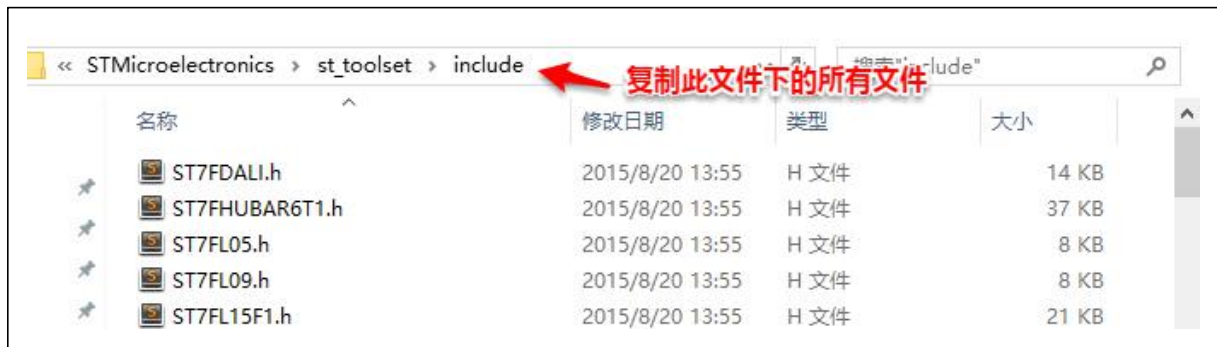 « STMicroelectronics › st_toolset › include
搜索"include"
复制此文件下的所有文件
名称 修改日期 类型 大小
ST7FDALI.h 2015/8/20 13:55 H 文件 14 KB
ST7FHUBAR6T1.h 2015/8/20 13:55 H 文件 37 KB
ST7FL05.h 2015/8/20 13:55 H 文件 8 KB
ST7FL09.h 2015/8/20 13:55 H 文件 8 KB
ST7FL15F1.h 2015/8/20 13:55 H 文件 21 KB